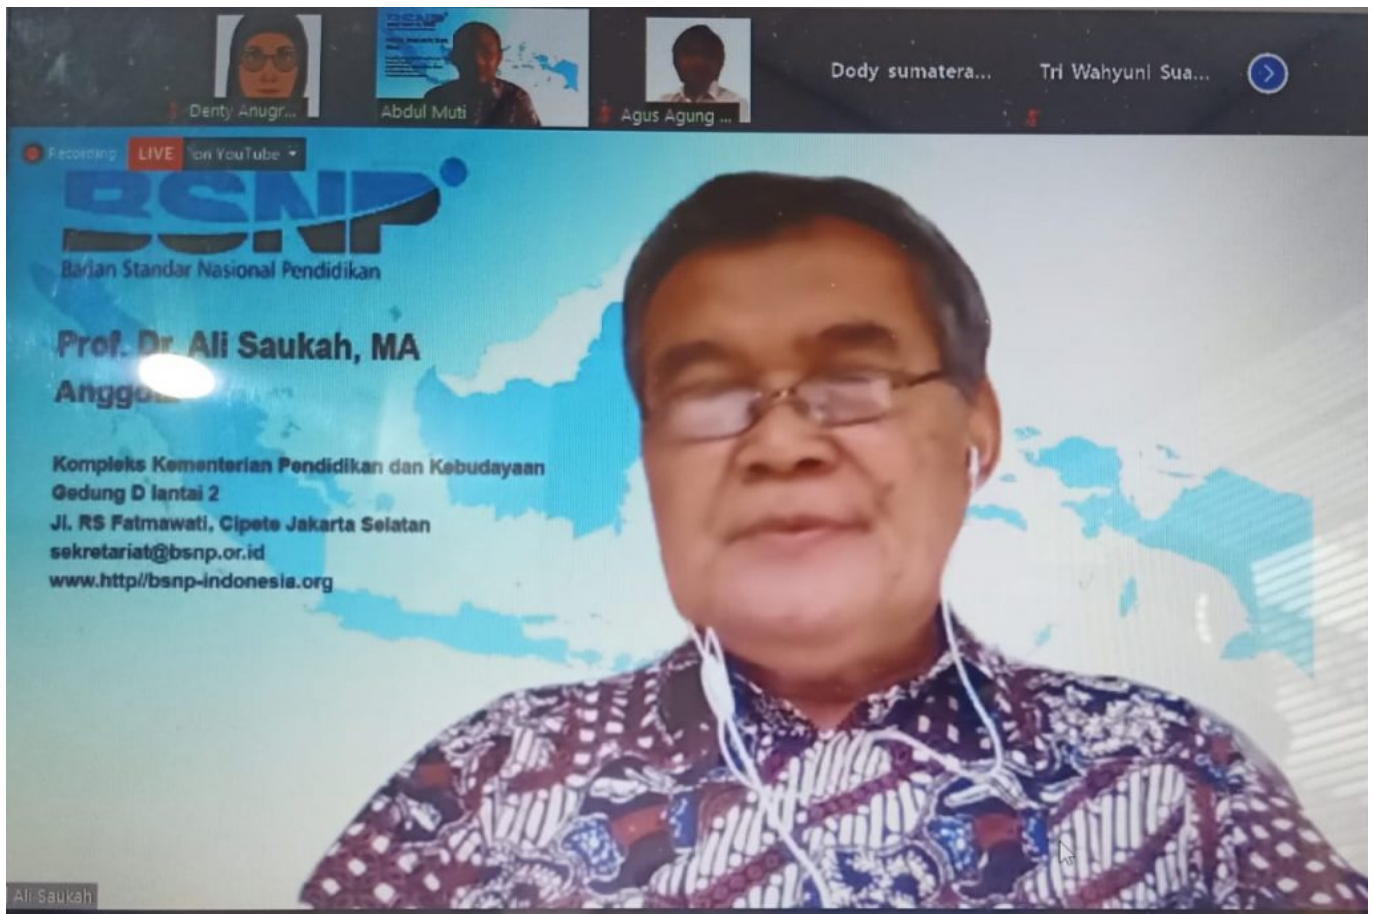 Denty Anugr...
Abdul Muti
Agus Agung ...
Dody sumatera...
Tri Wahyuni Sua...
Recording
LIVE
on YouTube
BSNP
Badan Standar Nasional Pendidikan
Prof. Dr. Ali Saukah, MA
Kompleks Kementerian Pendidikan dan Kebudayaan
Gedung D lantai 2
Jl. RS Fatmawati, Cipete Jakarta Selatan
sekretariat@bsnp.or.id
www.http//bsnp-indonesia.org
Ali Saukah